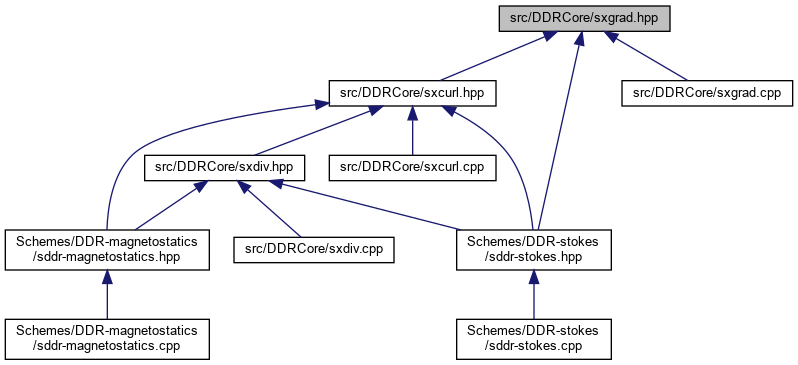 src/DDRCore/sxgrad.hpp
src/DDRCore/sxcurl.hpp
src/DDRCore/sxgrad.cpp
src/DDRCore/sxdiv.hpp
src/DDRCore/sxcurl.cpp
Schemes/DDR-magnetostatics
/sddr-magnetostatics.hpp
src/DDRCore/sxdiv.cpp
Schemes/DDR-stokes
/sddr-stokes.hpp
Schemes/DDR-magnetostatics
/sddr-magnetostatics.cpp
Schemes/DDR-stokes
/sddr-stokes.cpp